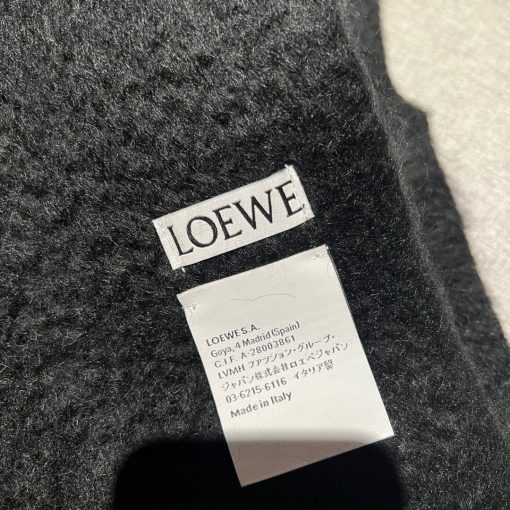 LOEWE
LOEWE S.A.
Goya, 4 Madrid (Spain)
C.I.F. A-28003861
LVMH ファッション・グループ・
ジャパン株式会社ロエベジャパン
03-6215-6116 イタリア製
Made in Italy